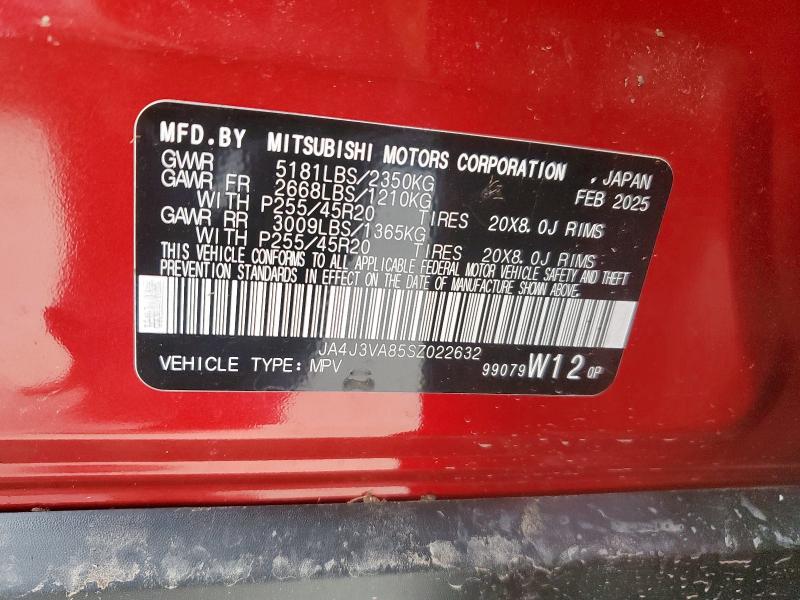 MFD.BY MITSUBISHI MOTORS CORPORATION , JAPAN
GVWR 5181LBS/2350KG FEB 2025
GAWR FR 2668LBS/1210KG
WITH P255/45R20 TIRES 20X8.0J RIMS
GAWR RR 3009LBS/1365KG
WITH P255/45R20 TIRES 20X8.0J RIMS
THIS VEHICLE CONFORMS TO ALL APPLICABLE FEDERAL MOTOR VEHICLE SAFETY AND THEFT
PREVENTION STANDARDS IN EFFECT ON THE DATE OF MANUFACTURE SHOWN ABOVE.
JA4J3VA85SZ022632
VEHICLE TYPE: MPV 99079 W12 0P